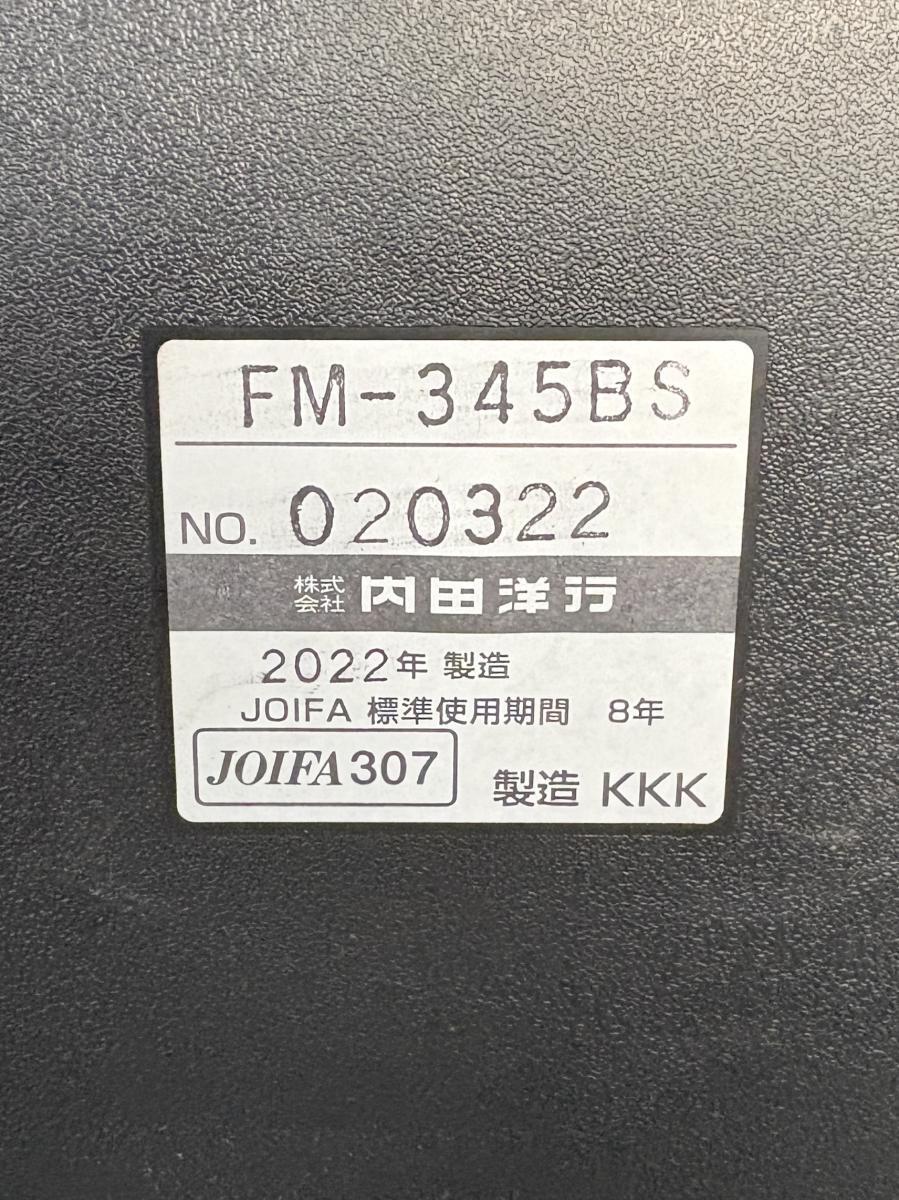 FM-345BS
NO. 020322
株式会社 内田洋行
2022年 製造
JOIFA 標準使用期間 8年
JOIFA 307
製造 KKK